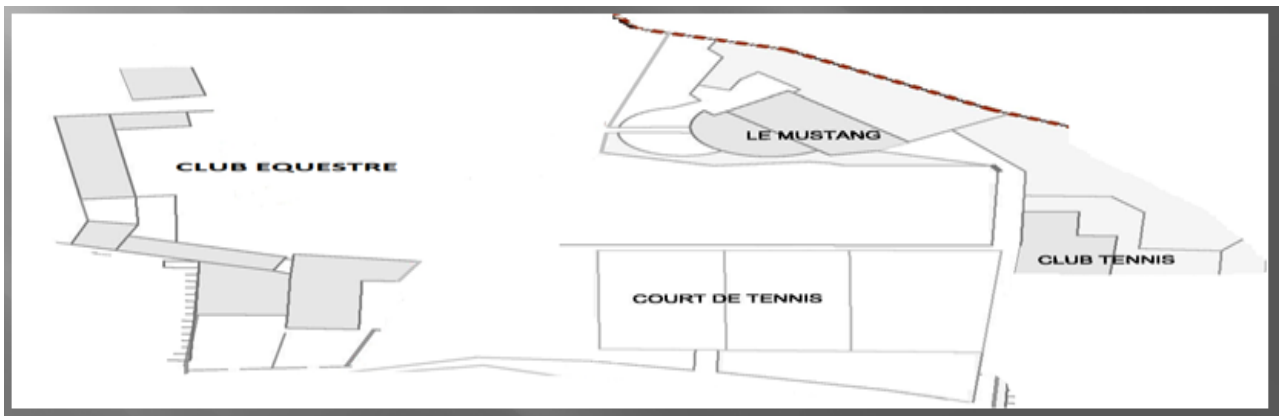 LE MUSTANG
CLUB EQUESTRE
CLUB TENNIS
COURT DE TENNIS